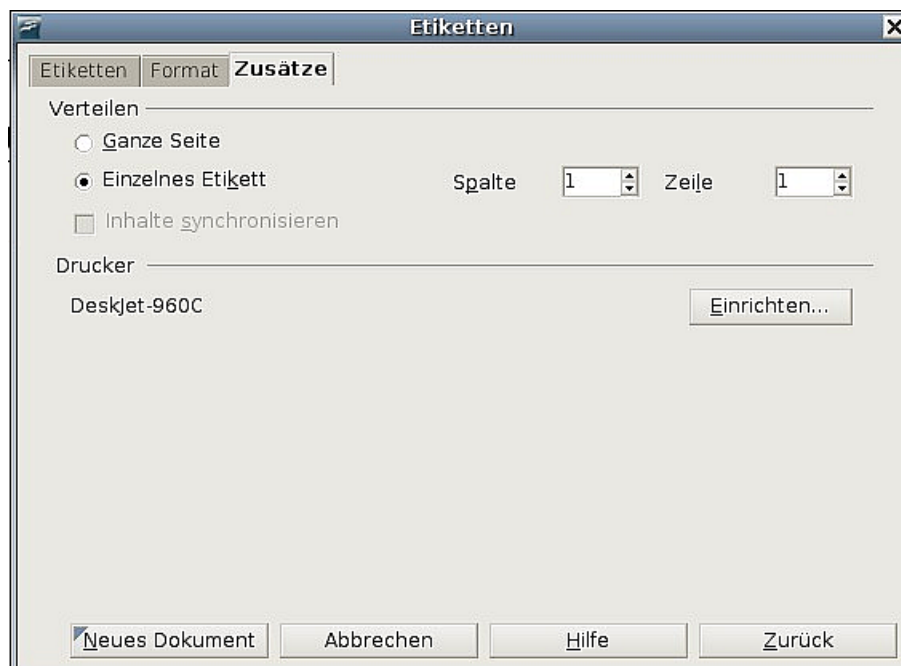 Etiketten
Etiketten Format Zusätze
Verteilen
Ganze Seite
Einzelnes Etikett Spalte 1 Zeile 1
Inhalte synchronisieren
Drucker
DeskJet-960C Einrichten...
Neues Dokument Abbrechen Hilfe Zurück